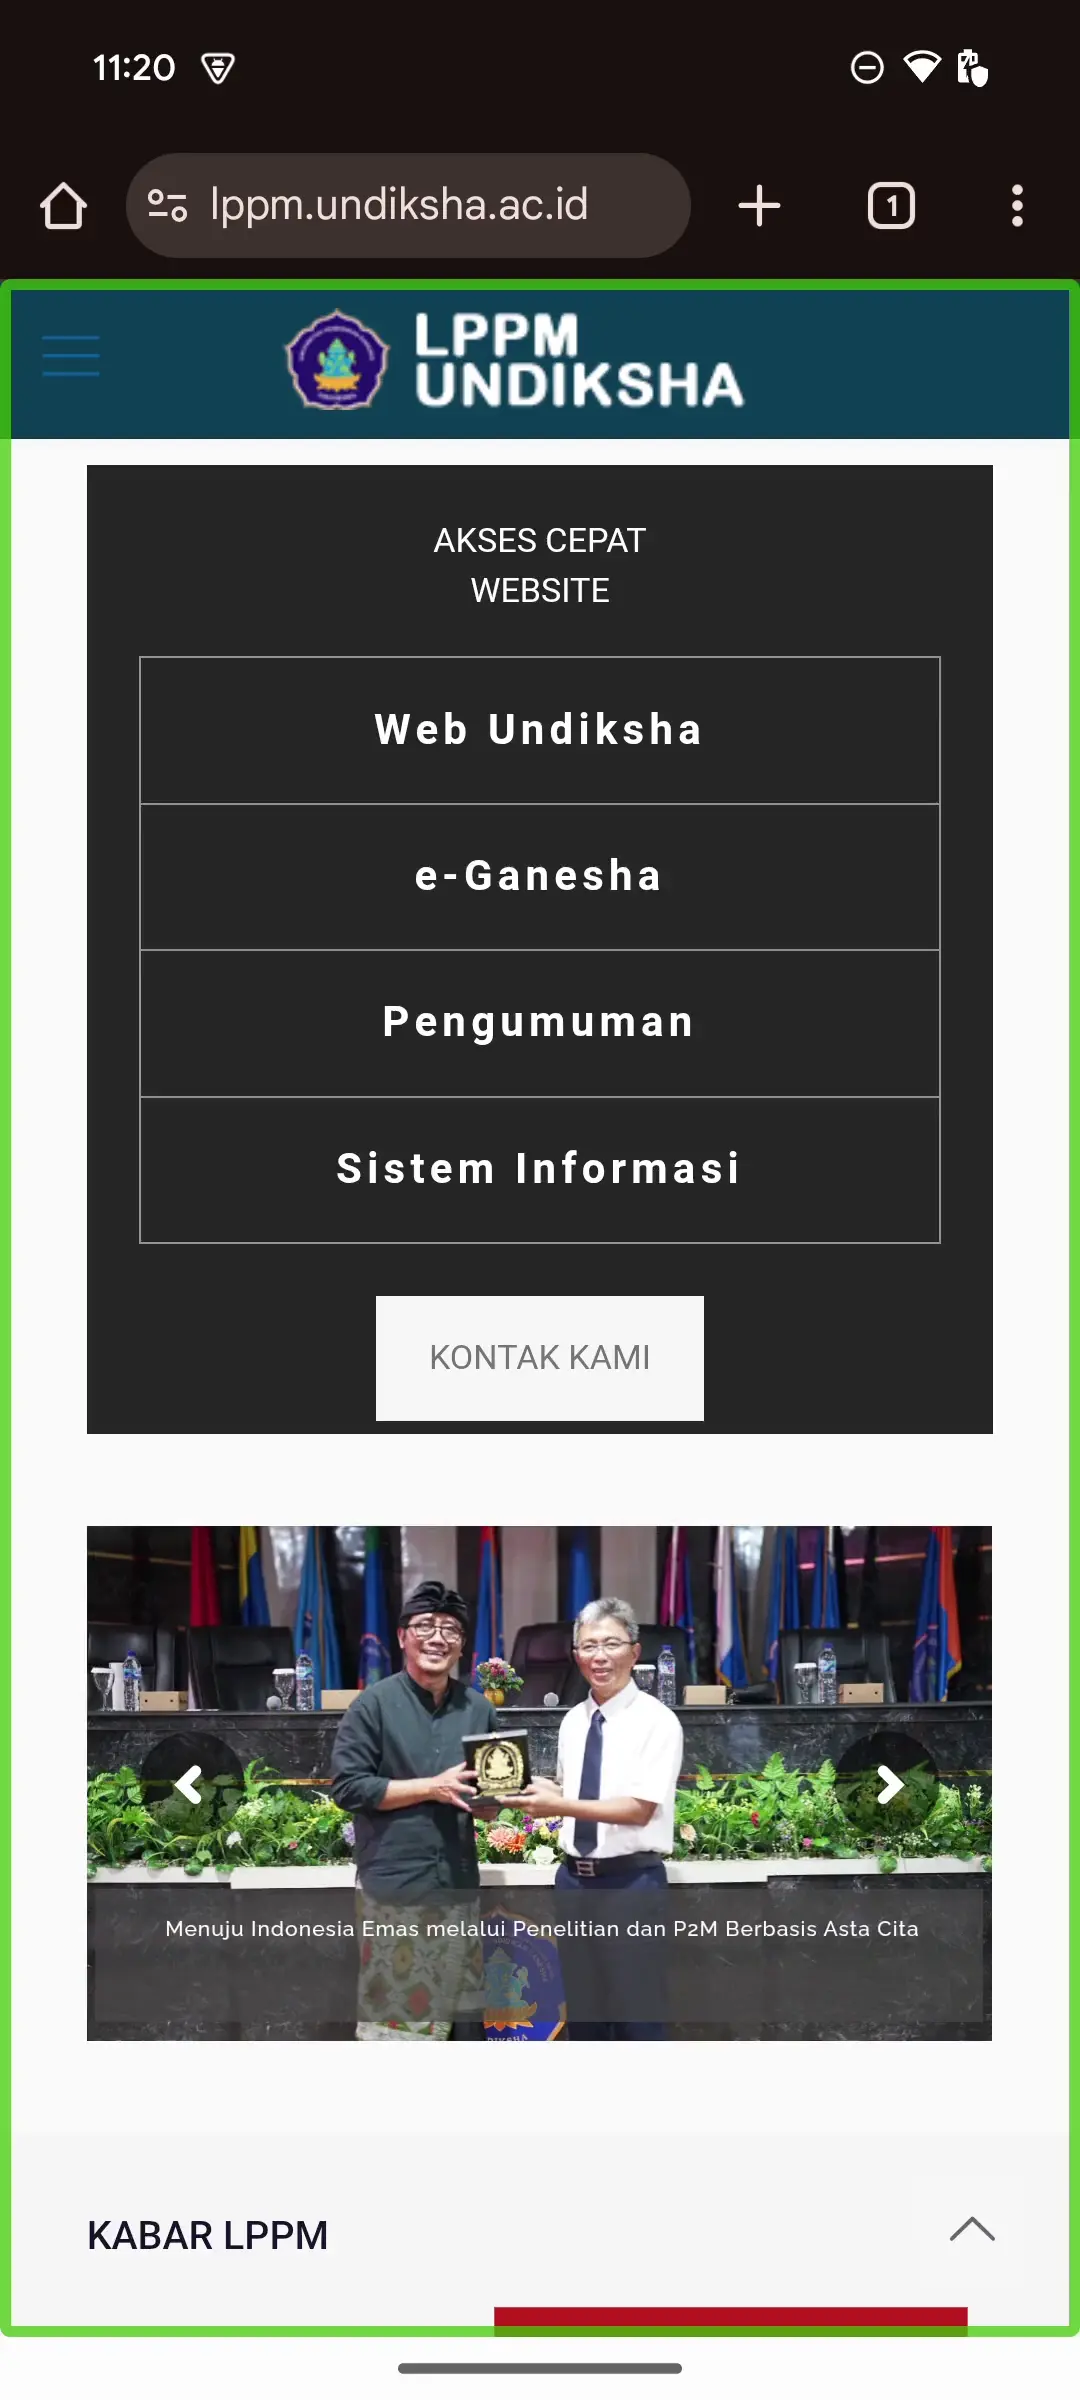 11:20
lppm.undiksha.ac.id
1
LPPM
UNDIKSHA
AKSES CEPAT
WEBSITE
Web Undiksha
e-Ganesha
Pengumuman
Sistem Informasi
KONTAK KAMI
Menuju Indonesia Emas melalui Penelitian dan P2M Berbasis Asta Cita
KABAR LPPM